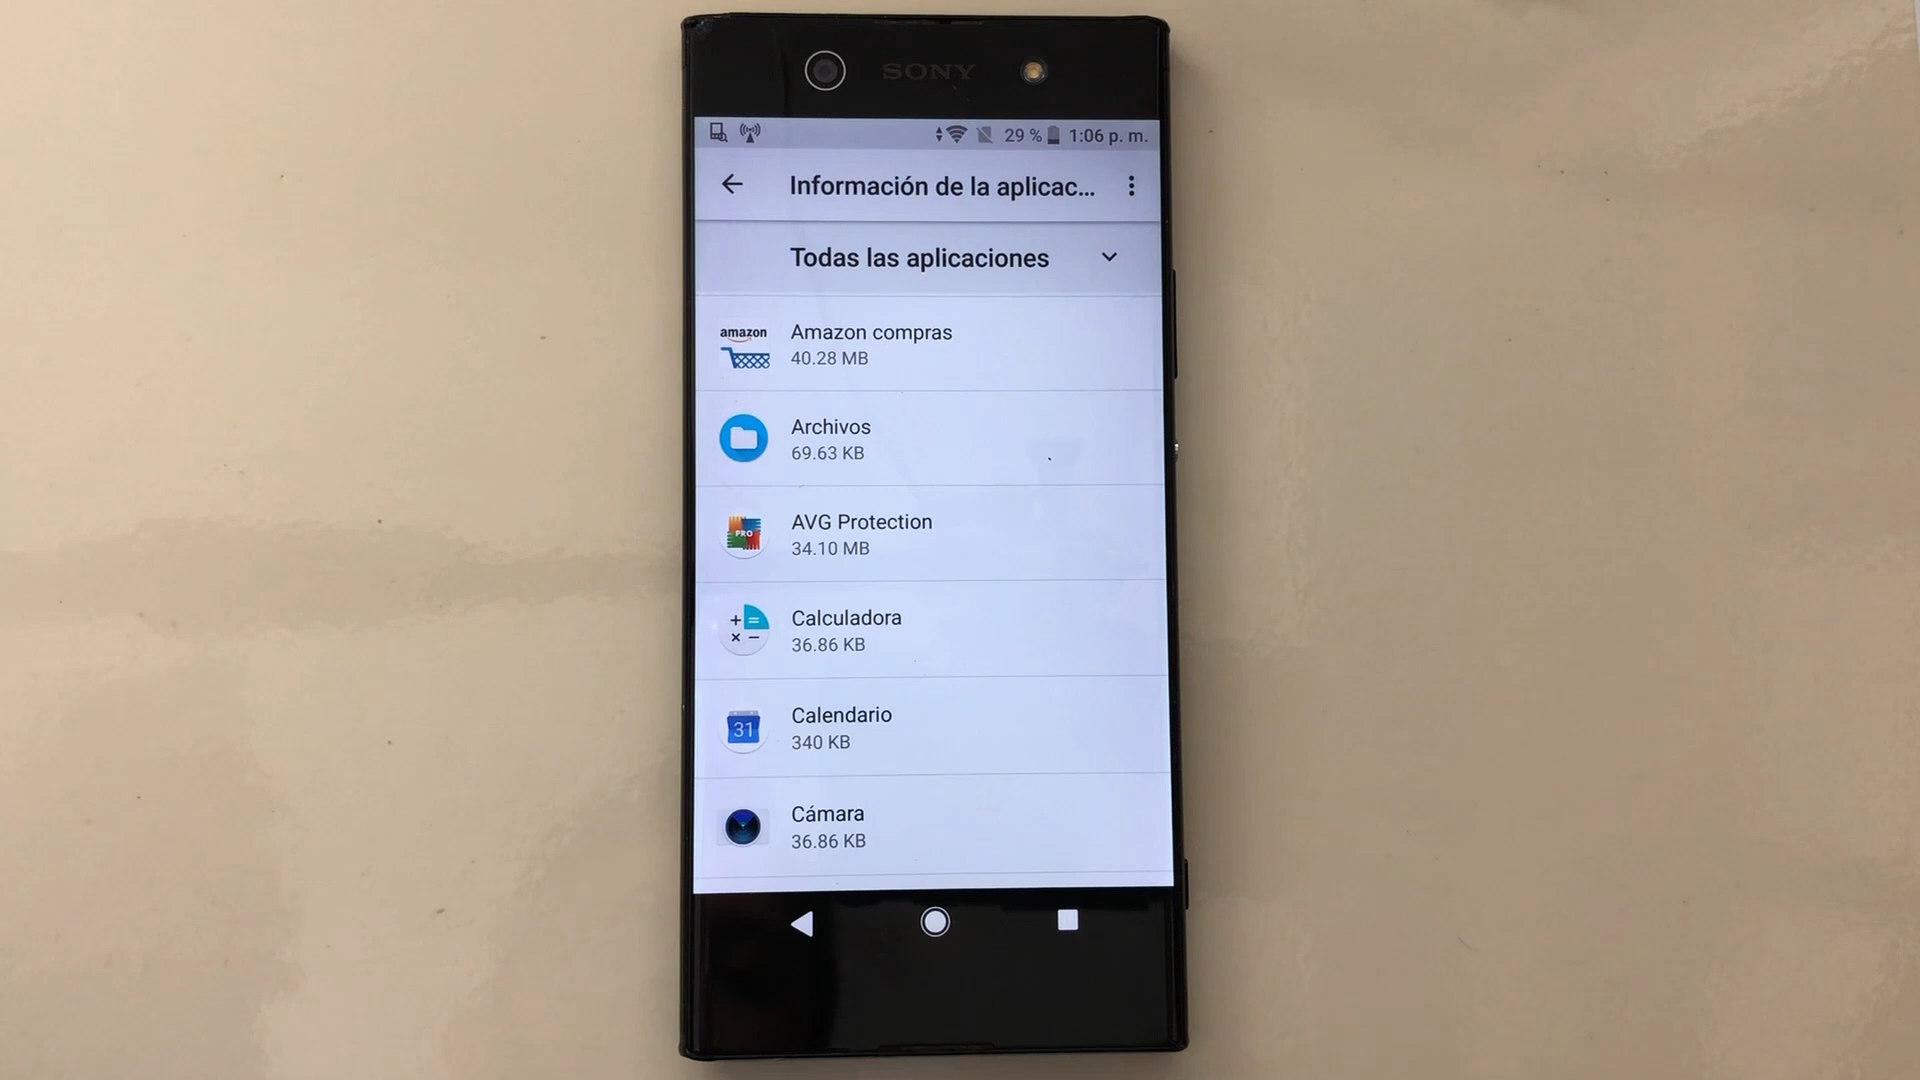 SONY
29 % 1:06 p. m.
Información de la aplicac...
Todas las aplicaciones
amazon
Amazon compras
40.28 MB
Archivos
69.63 KB
PRO
AVG Protection
34.10 MB
Calculadora
36.86 KB
31
Calendario
340 KB
Cámara
36.86 KB